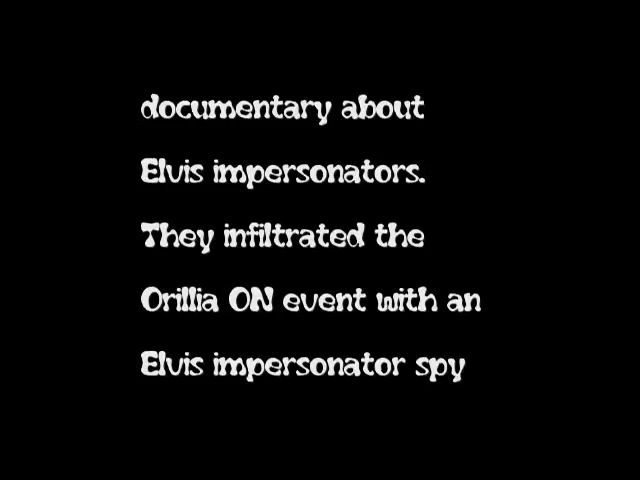 documentary about
Elvis impersonators.
They infiltrated the
Orillia ON event with an
Elvis impersonator spy